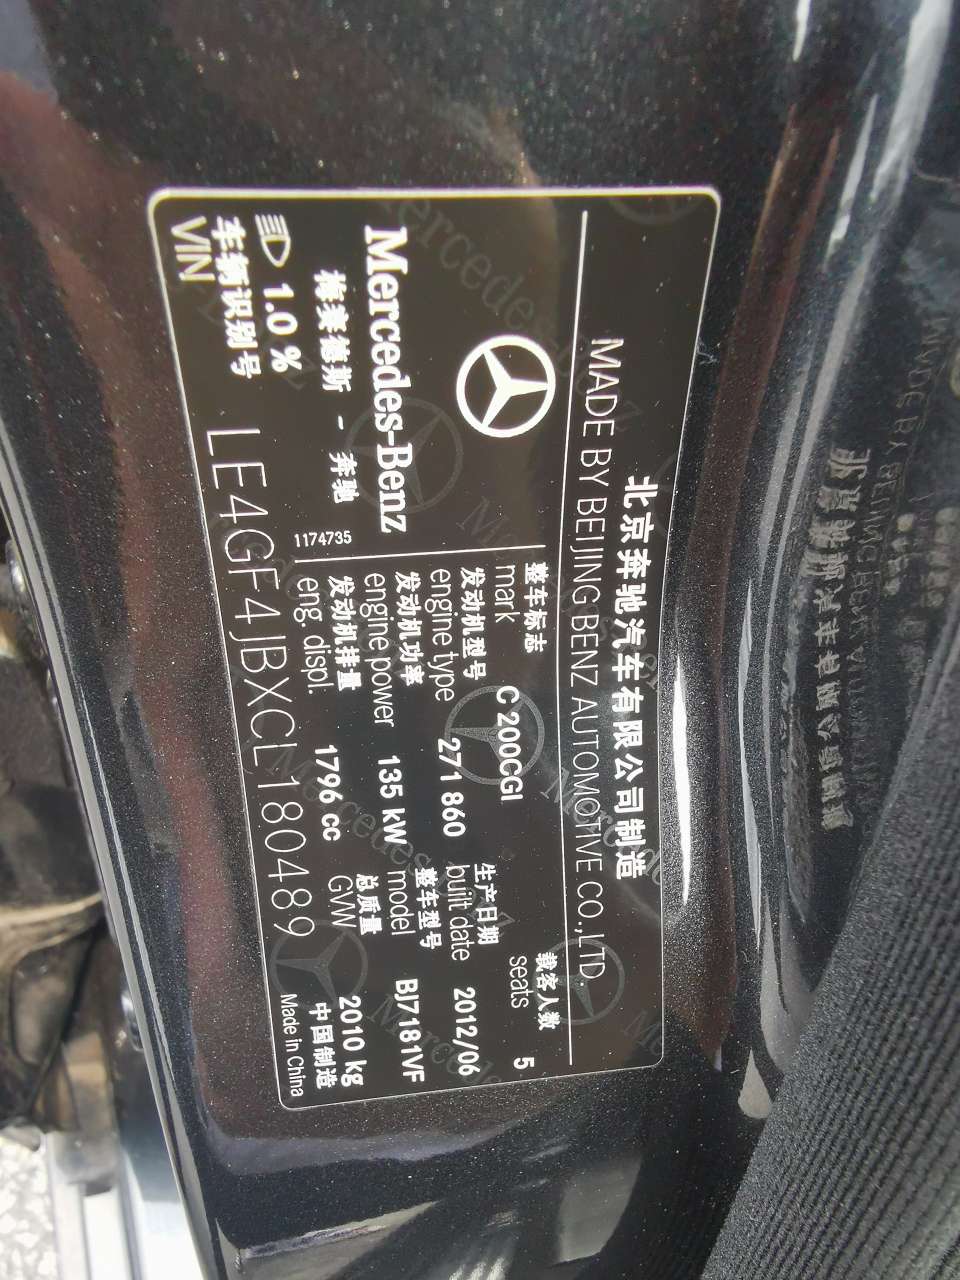 北京奔驰汽车有限公司制造
MADE BY BEIJING BENZ AUTOMOTIVE CO.,LTD.
Mercedes-Benz
梅赛德斯 - 奔驰
1.0 %
1174735
整车标志 载客人数
mark C 200CGI seats 5
发动机型号 生产日期
engine type 271 860 built date 2012/06
发动机功率 整车型号
engine power 135 kW model BJ7181VF
发动机排量 总质量
eng. displ. 1796 cc GVW 2010 kg
车辆识别号 中国制造
VIN LE4GF4JBXCL180489 Made in China